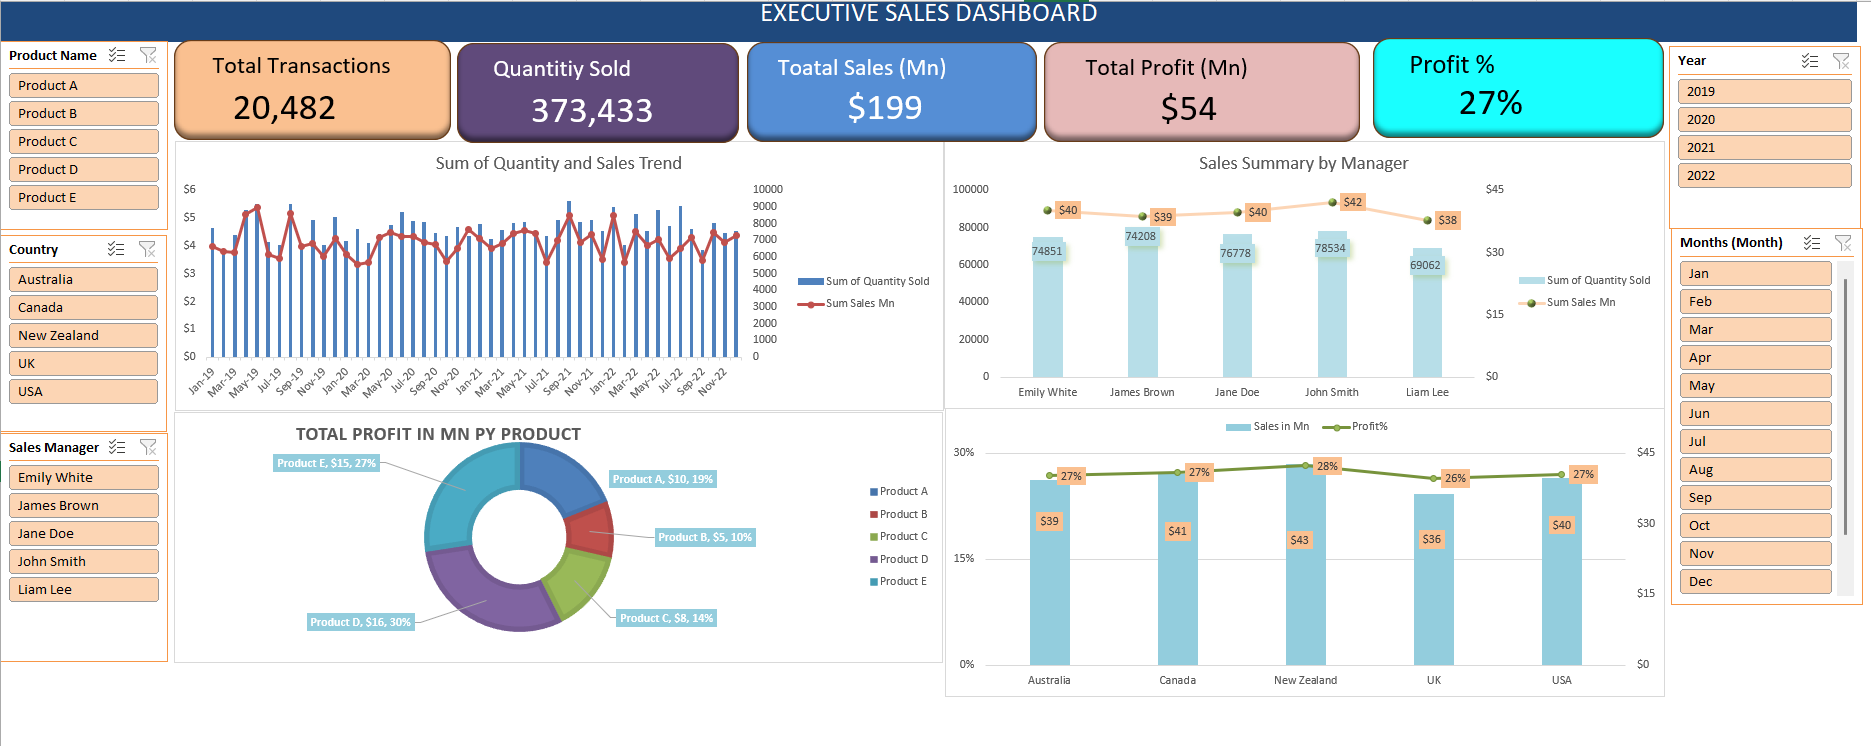 EXECUTIVE SALES DASHBOARD
Product Name
Product A
Product B
Product C
Product D
Product E
Country
Australia
Canada
New Zealand
UK
USA
Sales Manager
Emily White
James Brown
Jane Doe
John Smith
Liam Lee
Total Transactions
20,482
Quantitiy Sold
373,433
Toatal Sales (Mn)
$199
Total Profit (Mn)
$54
Profit %
27%
Sum of Quantity and Sales Trend
$6
$5
$4
$3
$2
$1
$0
10000
9000
8000
7000
6000
5000
4000
3000
2000
1000
0
Jan-19
Mar-19
May-19
Jul-19
Sep-19
Nov-19
Jan-20
Mar-20
May-20
Jul-20
Sep-20
Nov-20
Jan-21
Mar-21
May-21
Jul-21
Sep-21
Nov-21
Jan-22
Mar-22
May-22
Jul-22
Sep-22
Nov-22
Sum of Quantity Sold
Sum Sales Mn
Sales Summary by Manager
100000
80000
60000
40000
20000
0
$45
$30
$15
$0
$40
$39
$40
$42
$38
74851
74208
76778
78534
69062
Emily White
James Brown
Jane Doe
John Smith
Liam Lee
Sum of Quantity Sold
Sum Sales Mn
TOTAL PROFIT IN MN PY PRODUCT
Product E, $15, 27%
Product A, $10, 19%
Product B, $5, 10%
Product D, $16, 30%
Product C, $8, 14%
Product A
Product B
Product C
Product D
Product E
Sales in Mn
Profit%
30%
15%
0%
$45
$30
$15
$0
27%
27%
28%
26%
27%
$39
$41
$43
$36
$40
Australia
Canada
New Zealand
UK
USA
Year
2019
2020
2021
2022
Months (Month)
Jan
Feb
Mar
Apr
May
Jun
Jul
Aug
Sep
Oct
Nov
Dec